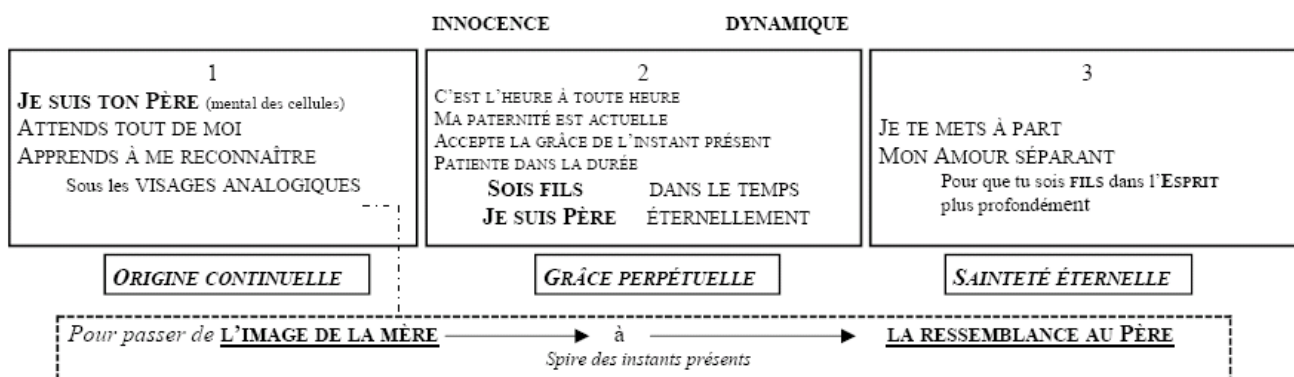 INNOCENCE DYNAMIQUE
1
JE SUIS TON PÈRE (mental des cellules)
ATTENDS TOUT DE MOI
APPRENDS À ME RECONNAÎTRE
Sous les VISAGES ANALOGIQUES
2
C'EST L'HEURE À TOUTE HEURE
MA PATERNITÉ EST ACTUELLE
ACCEPTE LA GRÂCE DE L'INSTANT PRÉSENT
PATIENTE DANS LA DURÉE
SOIS FILS DANS LE TEMPS
JE SUIS PÈRE ÉTERNELLEMENT
3
JE TE METS À PART
MON AMOUR SÉPARANT
Pour que tu sois FILS dans l'ESPRIT
plus profondément
ORIGINE CONTINUELLE
GRÂCE PERPÉTUELLE
SAINTETÉ ÉTERNELLE
Pour passer de L'IMAGE DE LA MÈRE à LA RESSEMBLANCE AU PÈRE
Spire des instants présents